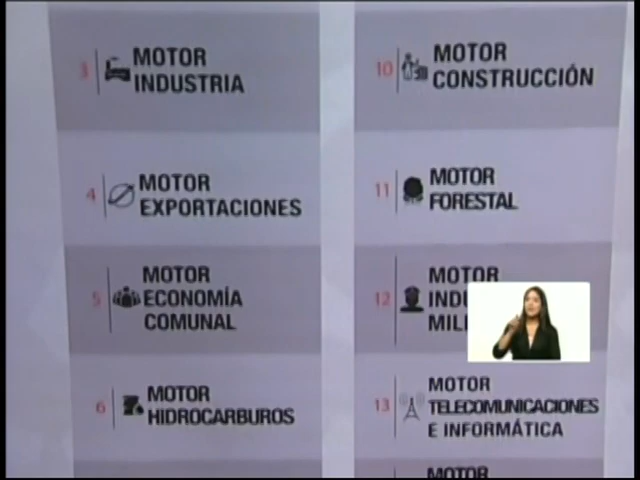 3
MOTOR
INDUSTRIA
4
MOTOR
EXPORTACIONES
5
MOTOR
ECONOMÍA
COMUNAL
6
MOTOR
HIDROCARBUROS
10
MOTOR
CONSTRUCCIÓN
11
MOTOR
FORESTAL
12
MOTOR
13
MOTOR
TELECOMUNICACIONES
E INFORMÁTICA
MOTOR